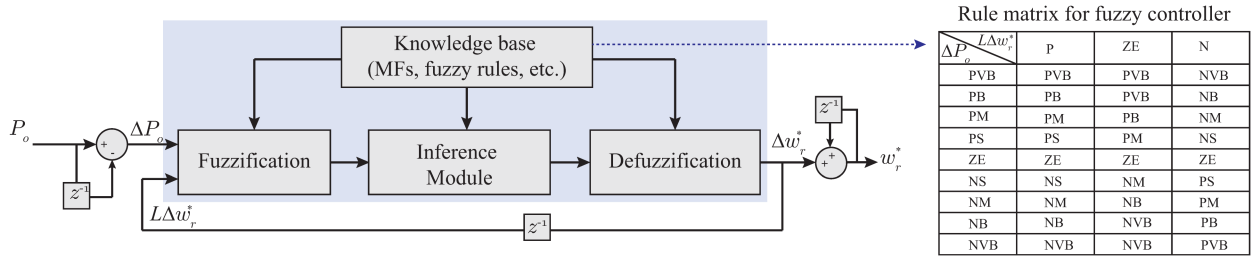 Rule matrix for fuzzy controller
Knowledge base
(MFs, fuzzy rules, etc.)
P_o
+
-
ΔP_o
z⁻¹
Fuzzification
Inference
Module
Defuzzification
Δw_r^*
z⁻¹
+
+
w_r^*
LΔw_r^*
z⁻¹
ΔP_o LΔw_r^* P ZE N
PVB PVB PVB NVB
PB PB PVB NB
PM PM PB NM
PS PS PM NS
ZE ZE ZE ZE
NS NS NM PS
NM NM NB PM
NB NB NVB PB
NVB NVB NVB PVB